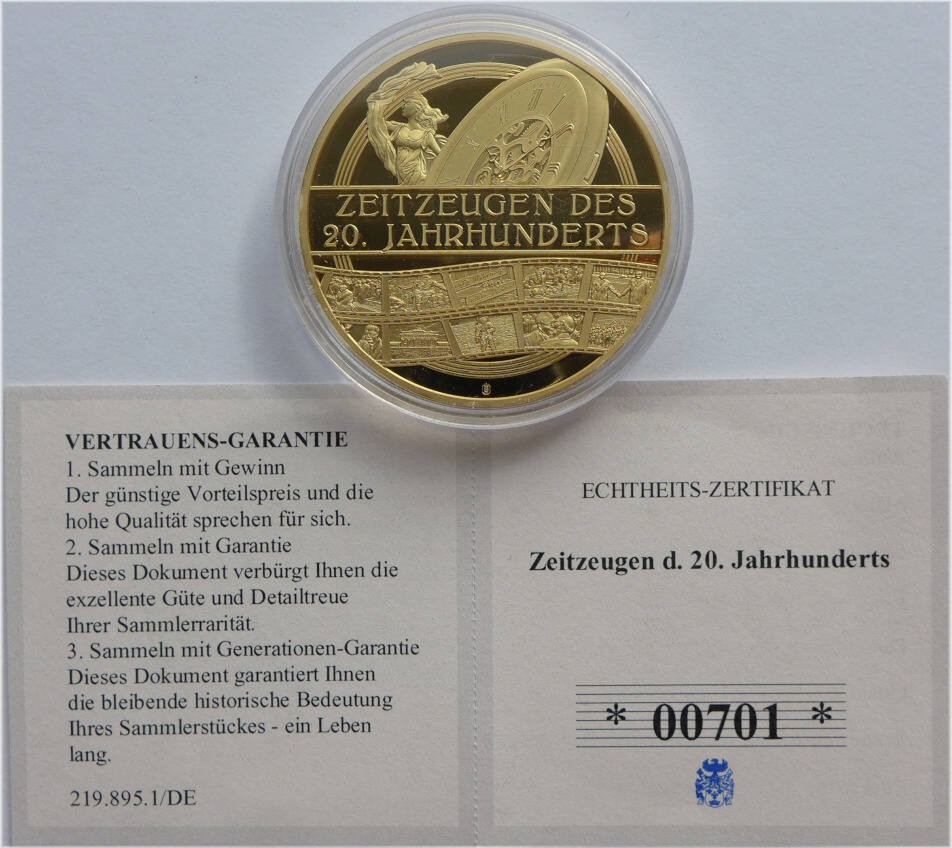 ZEITZEUGEN DES
20. JAHRHUNDERTS
VERTRAUENS-GARANTIE
1. Sammeln mit Gewinn
Der günstige Vorteilspreis und die
hohe Qualität sprechen für sich.
2. Sammeln mit Garantie
Dieses Dokument verbürgt Ihnen die
exzellente Güte und Detailtreue
Ihrer Sammlerrarität.
3. Sammeln mit Generationen-Garantie
Dieses Dokument garantiert Ihnen
die bleibende historische Bedeutung
Ihres Sammlerstückes - ein Leben
lang.
219.895.1/DE
ECHTHEITS-ZERTIFIKAT
Zeitzeugen d. 20. Jahrhunderts
* 00701 *